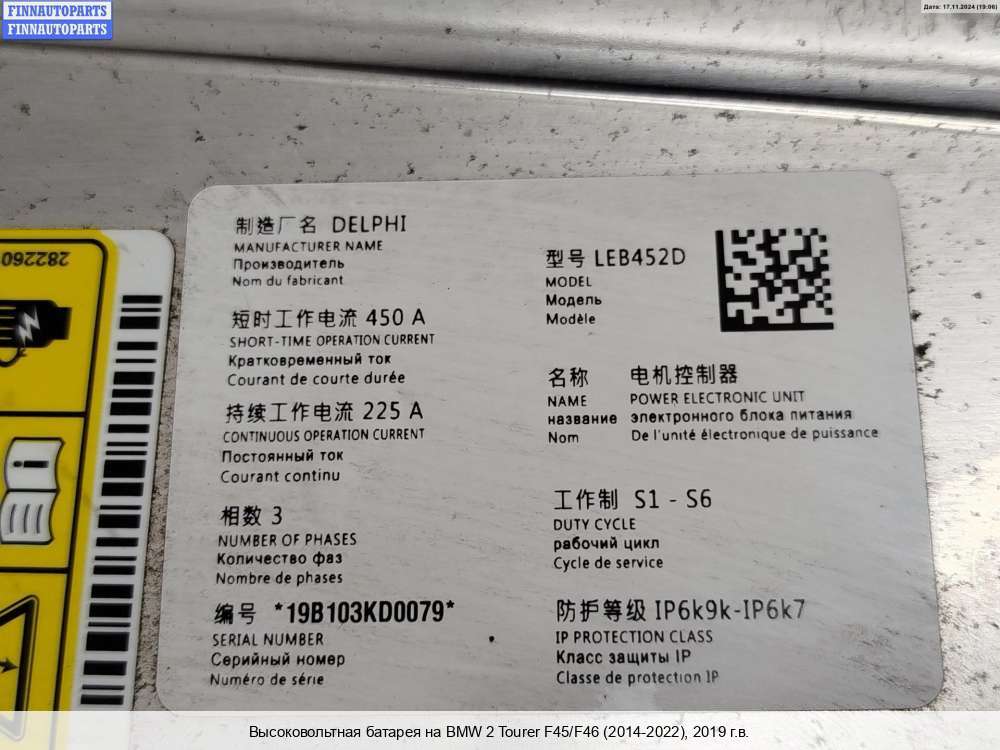 FINNAUTOPARTS
FINNAUTOPARTS
Дата: 17.11.2024 (19:06)
282260
制造厂名 DELPHI
MANUFACTURER NAME
Производитель
Nom du fabricant
型号 LEB452D
MODEL
Модель
Modèle
短时工作电流 450 A
SHORT-TIME OPERATION CURRENT
Кратковременный ток
Courant de courte durée
名称 电机控制器
NAME POWER ELECTRONIC UNIT
название электронного блока питания
Nom De l'unité électronique de puissance
持续工作电流 225 A
CONTINUOUS OPERATION CURRENT
Постоянный ток
Courant continu
工作制 S1 - S6
DUTY CYCLE
рабочий цикл
Cycle de service
相数 3
NUMBER OF PHASES
Количество фаз
Nombre de phases
编号 *19B103KD0079*
SERIAL NUMBER
Серийный номер
Numéro de série
防护等级 IP6k9k-IP6k7
IP PROTECTION CLASS
Класс защиты IP
Classe de protection IP
Высоковольтная батарея на BMW 2 Tourer F45/F46 (2014-2022), 2019 г.в.